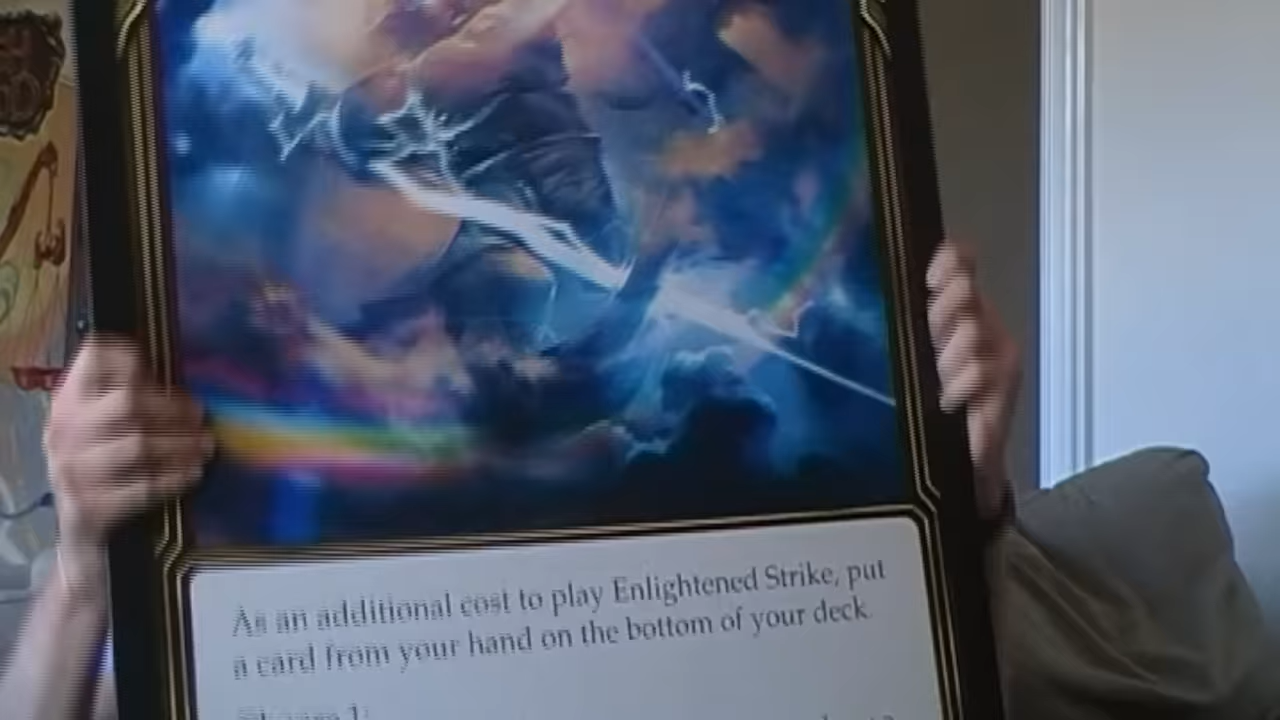 As an additional cost to play Enlightened Strike, put
a card from your hand on the bottom of your deck.